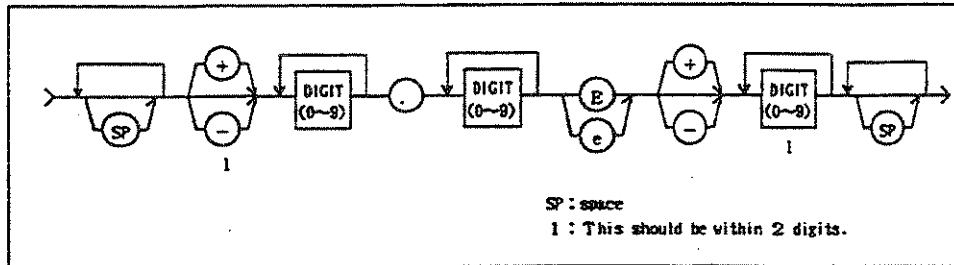 + + 
DIGIT DIGIT E DIGIT
(0~9) . (0~9) (0~9)
SP - e - SP
1 1
SP : space
1 : This should be within 2 digits.